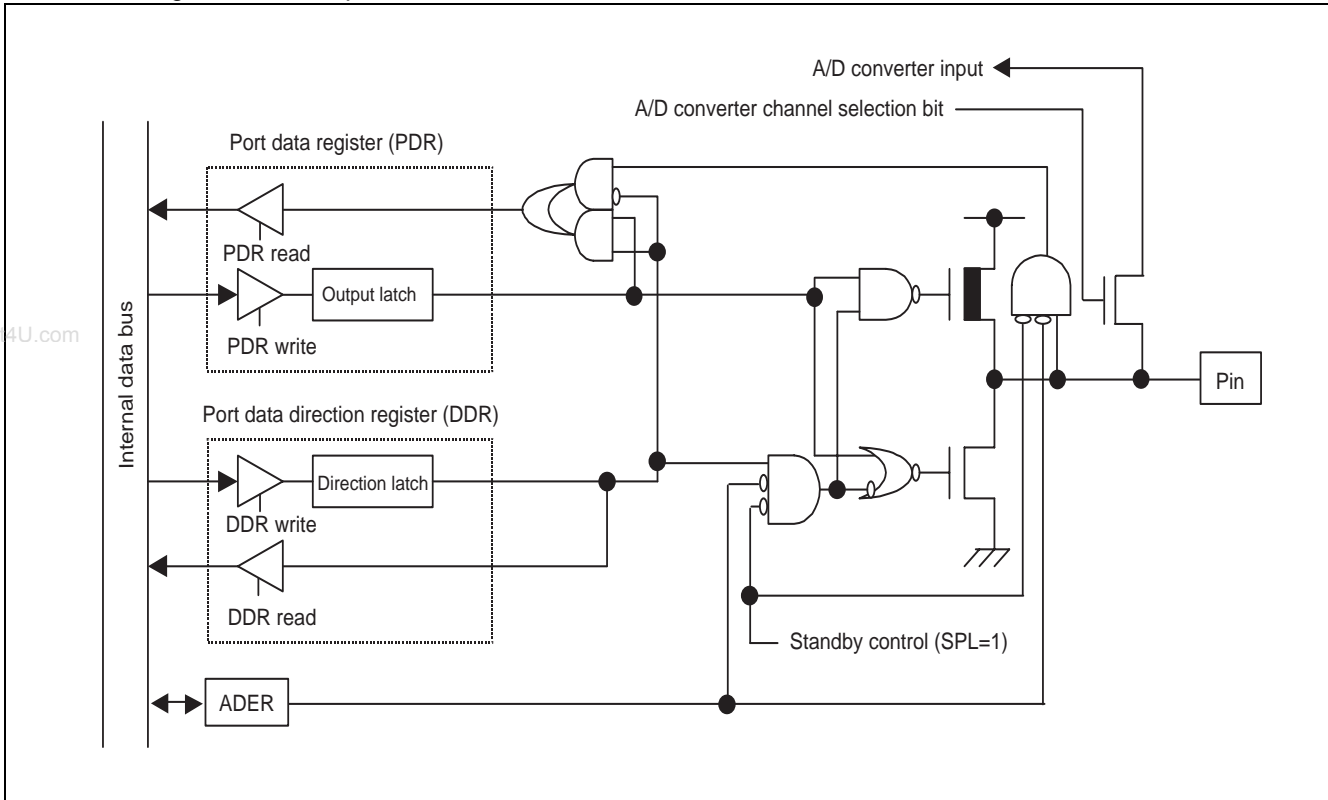 A/D converter input
A/D converter channel selection bit
Port data register (PDR)
PDR read
Output latch
PDR write
Internal data bus
t4U.com
Pin
Port data direction register (DDR)
Direction latch
DDR write
DDR read
Standby control (SPL=1)
ADER